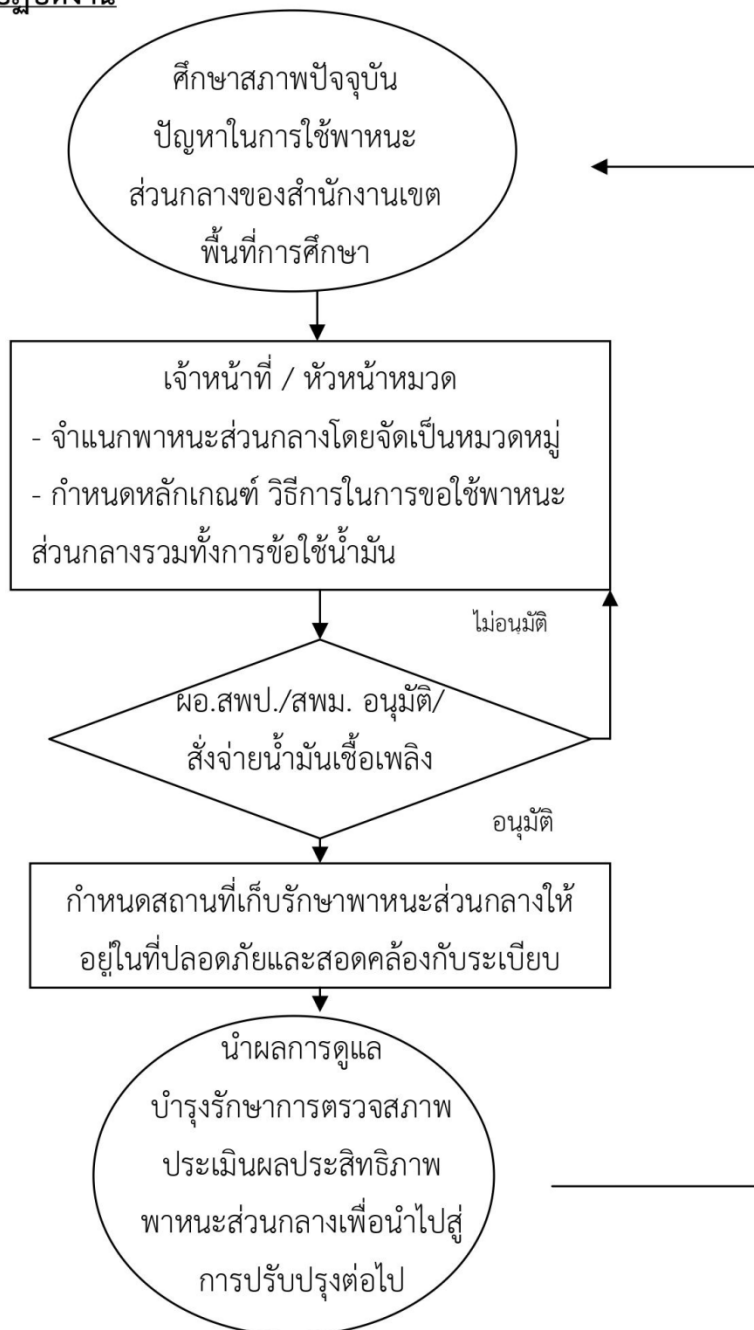 ศึกษาสภาพปัจจุบัน
ปัญหาในการใช้พาหนะ
ส่วนกลางของสำนักงานเขต
พื้นที่การศึกษา
เจ้าหน้าที่ / หัวหน้าหมวด
- จำแนกพาหนะส่วนกลางโดยจัดเป็นหมวดหมู่
- กำหนดหลักเกณฑ์ วิธีการในการขอใช้พาหนะ
ส่วนกลางรวมทั้งการข้อใช้น้ำมัน
ไม่อนุมัติ
ผอ.สพป./สพม. อนุมัติ/
สั่งจ่ายน้ำมันเชื้อเพลิง
อนุมัติ
กำหนดสถานที่เก็บรักษาพาหนะส่วนกลางให้
อยู่ในที่ปลอดภัยและสอดคล้องกับระเบียบ
นำผลการดูแล
บำรุงรักษาการตรวจสภาพ
ประเมินผลประสิทธิภาพ
พาหนะส่วนกลางเพื่อนำไปสู่
การปรับปรุงต่อไป